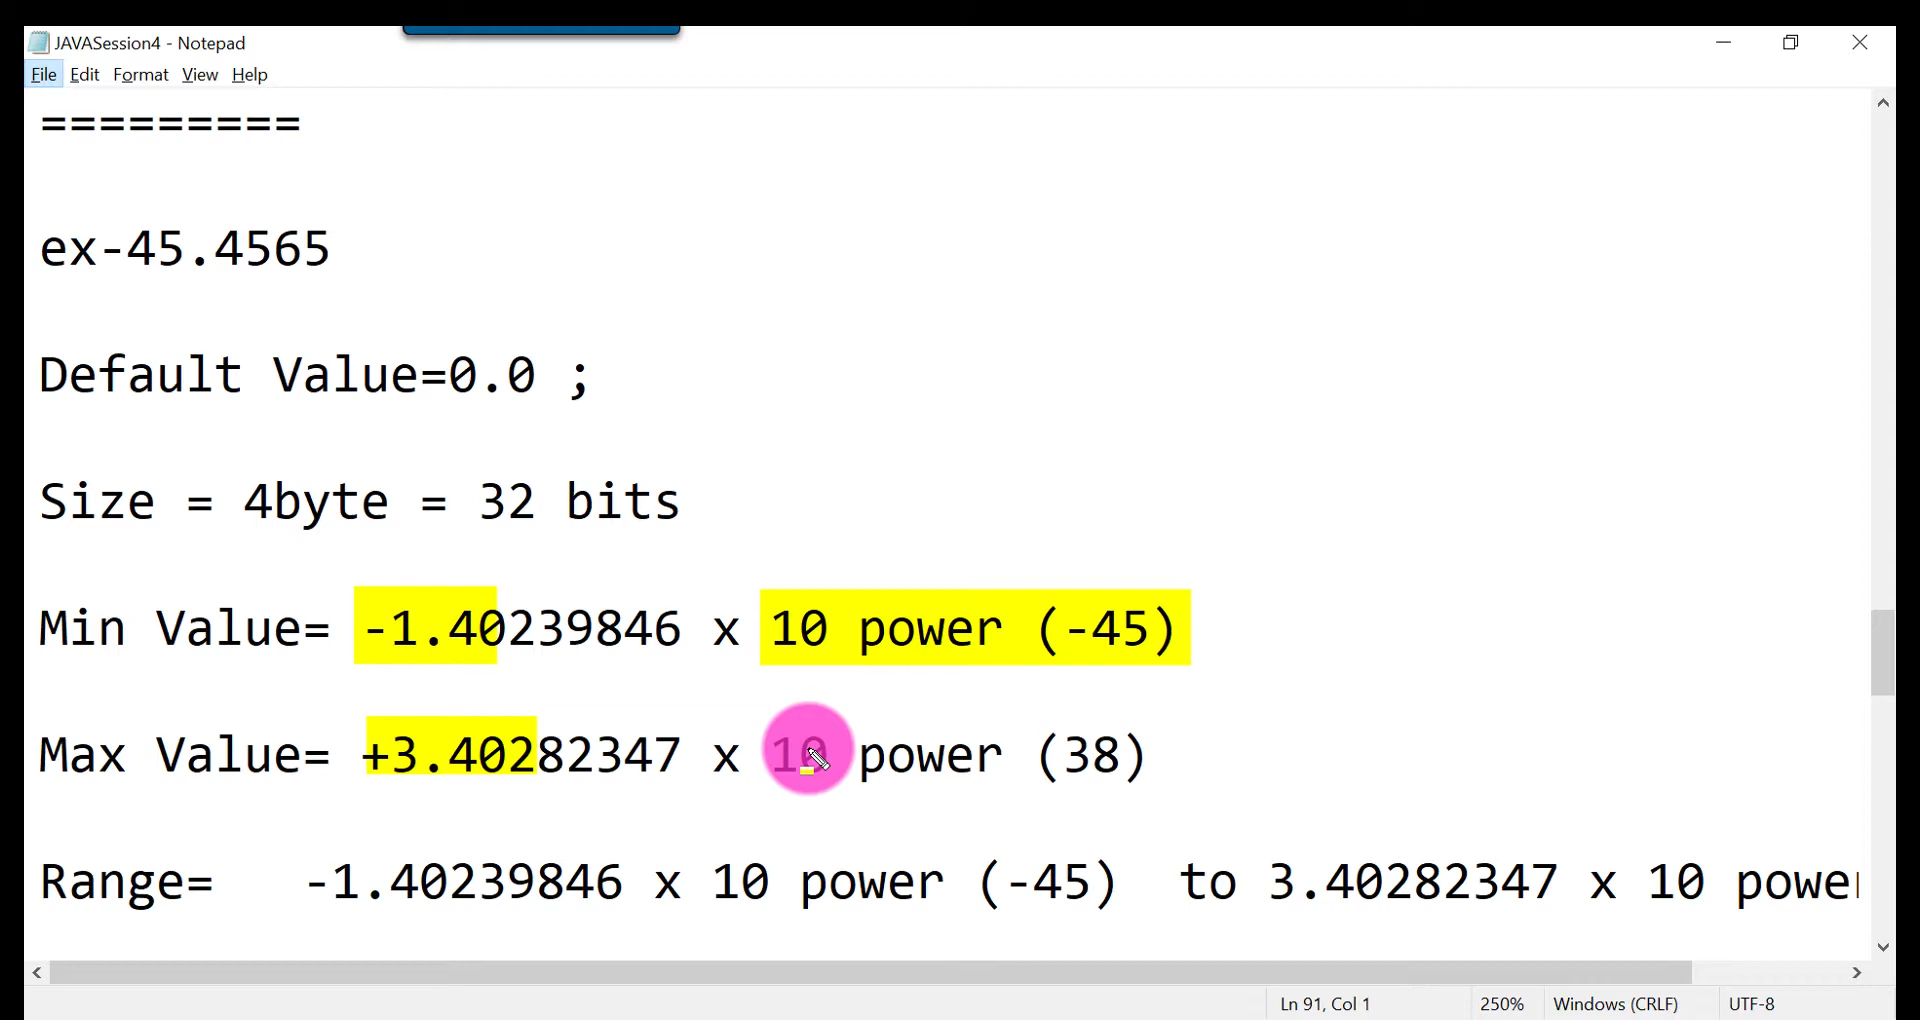 JAVASession4 - Notepad
File Edit Format View Help
=========
ex-45.4565
Default Value=0.0 ;
Size = 4byte = 32 bits
Min Value= -1.40239846 x 10 power (-45)
Max Value= +3.40282347 x 10 power (38)
Range=   -1.40239846 x 10 power (-45)  to 3.40282347 x 10 power
Ln 91, Col 1 250% Windows (CRLF) UTF-8